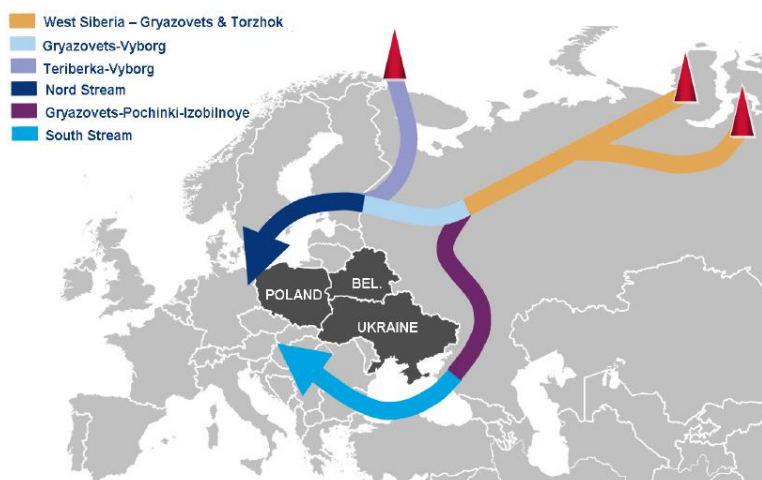 West Siberia – Gryazovets & Torzhok
Gryazovets-Vyborg
Teriberka-Vyborg
Nord Stream
Gryazovets-Pochinki-Izobilnoye
South Stream
POLAND
BEL.
UKRAINE